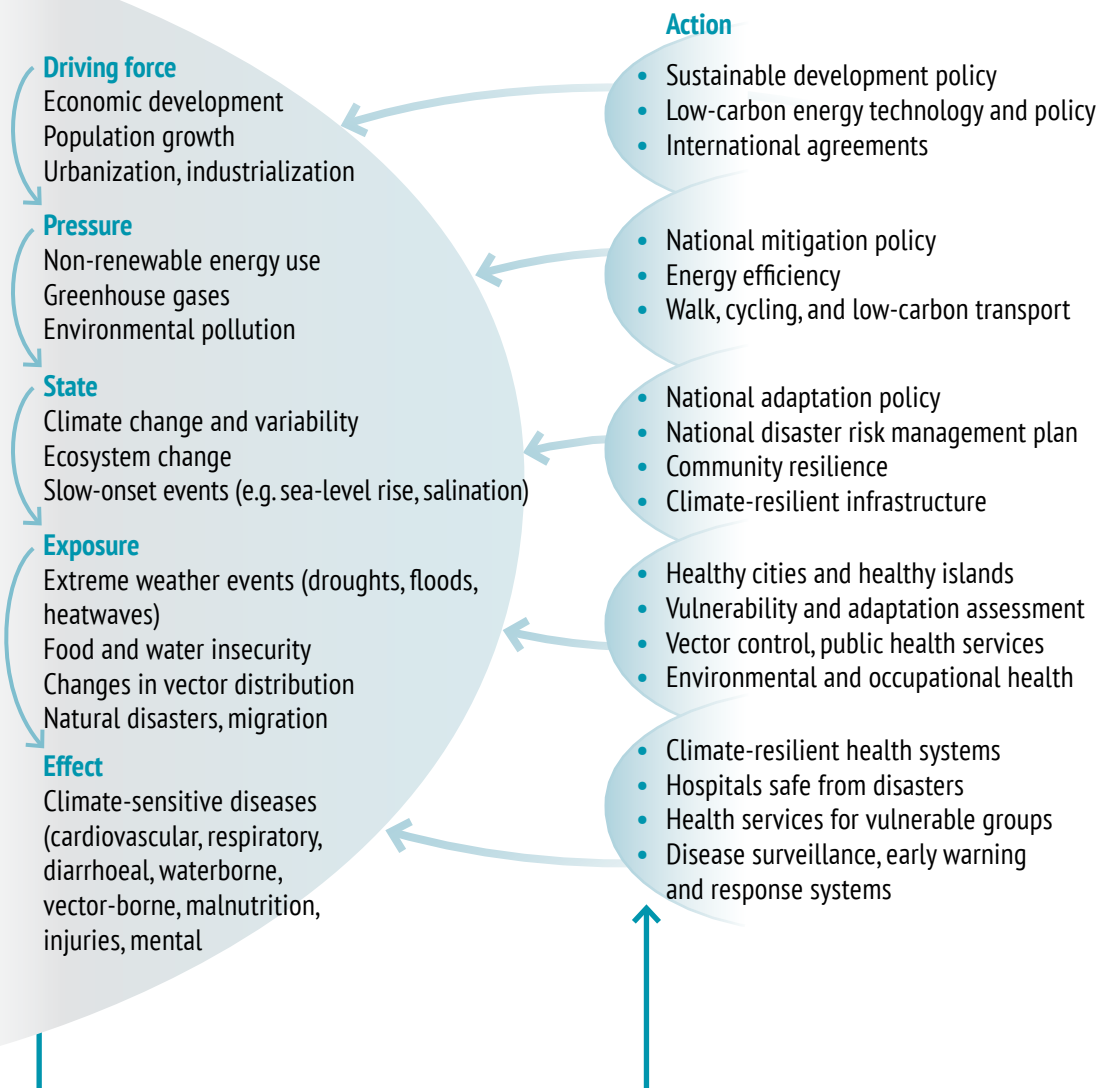 Driving force
Economic development
Population growth
Urbanization, industrialization
Pressure
Non-renewable energy use
Greenhouse gases
Environmental pollution
State
Climate change and variability
Ecosystem change
Slow-onset events (e.g. sea-level rise, salination)
Exposure
Extreme weather events (droughts, floods,
heatwaves)
Food and water insecurity
Changes in vector distribution
Natural disasters, migration
Effect
Climate-sensitive diseases
(cardiovascular, respiratory,
diarrhoeal, waterborne,
vector-borne, malnutrition,
injuries, mental
Action
• Sustainable development policy
• Low-carbon energy technology and policy
• International agreements
• National mitigation policy
• Energy efficiency
• Walk, cycling, and low-carbon transport
• National adaptation policy
• National disaster risk management plan
• Community resilience
• Climate-resilient infrastructure
• Healthy cities and healthy islands
• Vulnerability and adaptation assessment
• Vector control, public health services
• Environmental and occupational health
• Climate-resilient health systems
• Hospitals safe from disasters
• Health services for vulnerable groups
• Disease surveillance, early warning
and response systems